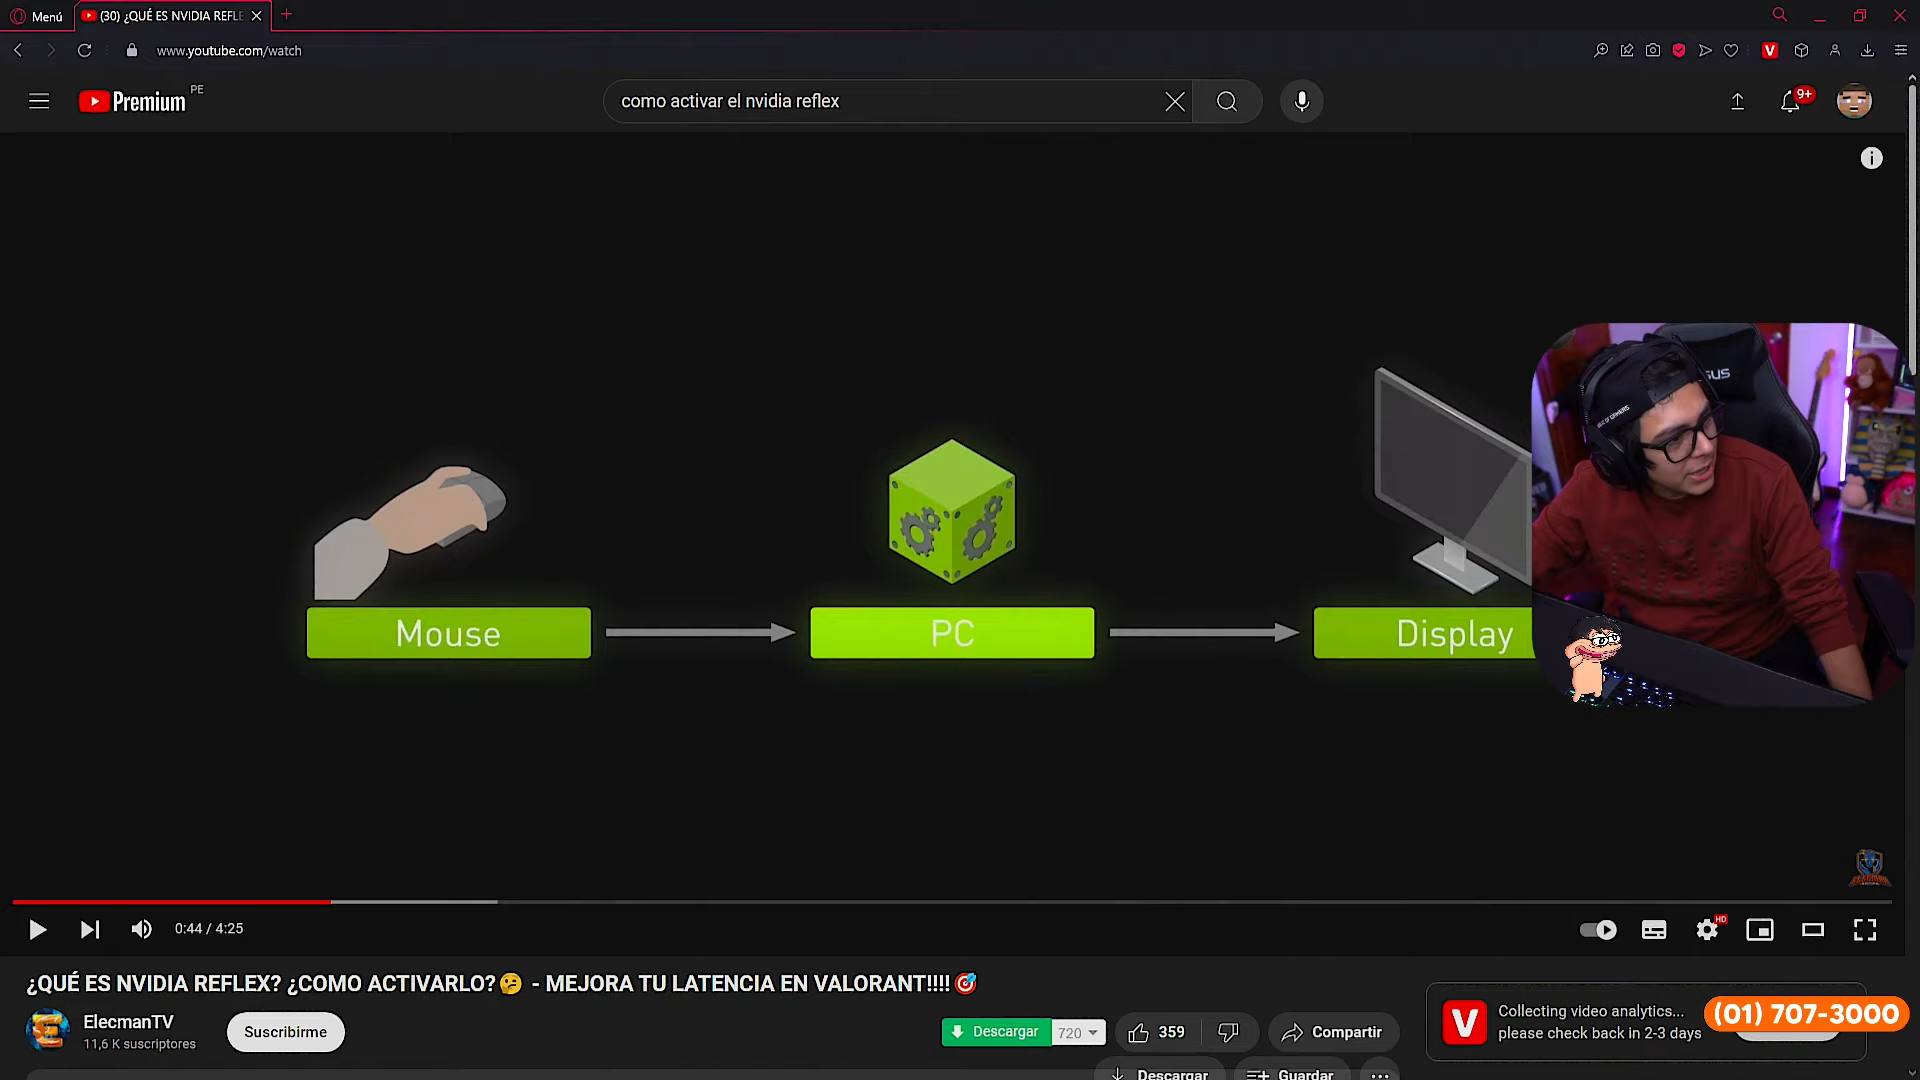 Menú
(30) ¿QUÉ ES NVIDIA REFLE
www.youtube.com/watch
Premium
PE
como activar el nvidia reflex
9+
Mouse
PC
Display
0:44 / 4:25
HD
¿QUÉ ES NVIDIA REFLEX? ¿COMO ACTIVARLO?🤔 - MEJORA TU LATENCIA EN VALORANT!!!!🎯
ElecmanTV
11,6 K suscriptores
Suscribirme
Descargar
720
359
Compartir
Collecting video analytics...
please check back in 2-3 days
(01) 707-3000
Descargar
Guardar